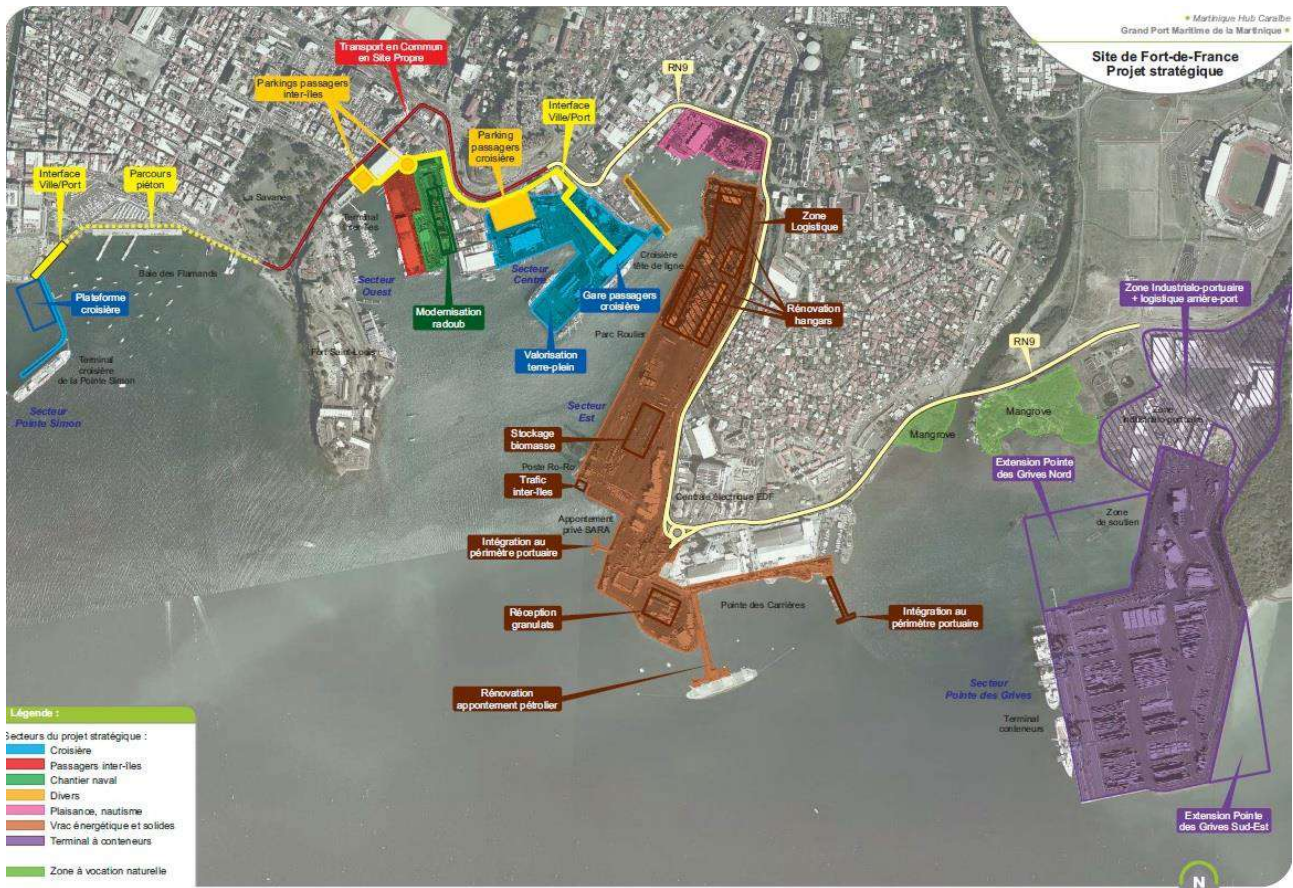 Martinique Hub Caraïbe
Grand Port Maritime de la Martinique
Site de Fort-de-France
Projet stratégique
Transport en Commun
en Site Propre
Parkings passagers
inter-îles
RN9
Interface
Ville/Port
Parking
passagers
croisière
Interface
Ville/Port
Parcours
piéton
La Savane
Terminal
inter-îles
Zone
Logistique
Baie des Flamands
Secteur
Ouest
Secteur
Centre
Croisière
tête de ligne
Plateforme
croisière
Modernisation
radoub
Gare passagers
croisière
Rénovation
hangars
Zone Industrialo-portuaire
+ logistique arrière-port
Parc Roulier
Fort Saint-Louis
Valorisation
terre-plein
RN9
Terminal
croisière
de la Pointe Simon
Secteur
Pointe Simon
Secteur
Est
Mangrove
Mangrove
Zone
industrialo-portuaire
Stockage
biomasse
Poste Ro-Ro
Trafic
inter-îles
Extension Pointe
des Grives Nord
Centrale électrique EDF
Appontement
privé SARA
Zone
de soutien
Intégration au
périmètre portuaire
Réception
granulats
Pointe des Carrières
Intégration au
périmètre portuaire
Rénovation
appontement pétrolier
Secteur
Pointe des Grives
Terminal
conteneurs
Extension Pointe
des Grives Sud-Est
Légende :
Secteurs du projet stratégique :
Croisière
Passagers inter-îles
Chantier naval
Divers
Plaisance, nautisme
Vrac énergétique et solides
Terminal à conteneurs
Zone à vocation naturelle
N